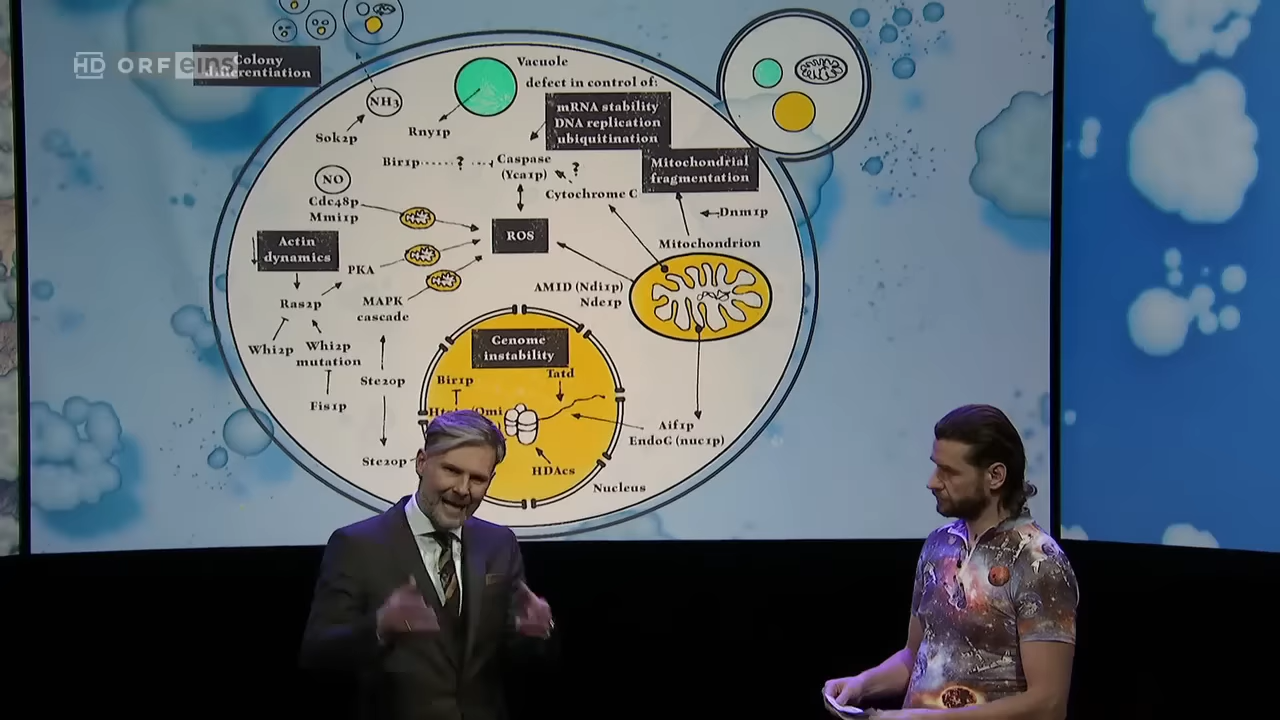 HD ORF eins
Colony
differentiation
NH3
Sok2p
Vacuole
defect in control of:
Rny1p
mRNA stability
DNA replication
ubiquitination
Bir1p
?
Caspase
(Yca1p)
?
Cytochrome C
Mitochondrial
fragmentation
Dnm1p
Mitochondrion
NO
Cdc48p
Mmi1p
ROS
Actin
dynamics
PKA
Ras2p
MAPK
cascade
AMID (Ndi1p)
Nde1p
Whi2p
Whi2p
mutation
Fis1p
Ste20p
Ste20p
Genome
instability
Bir1p
Tatd
Omi
HDAcs
Aif1p
EndoG (nuc1p)
Nucleus